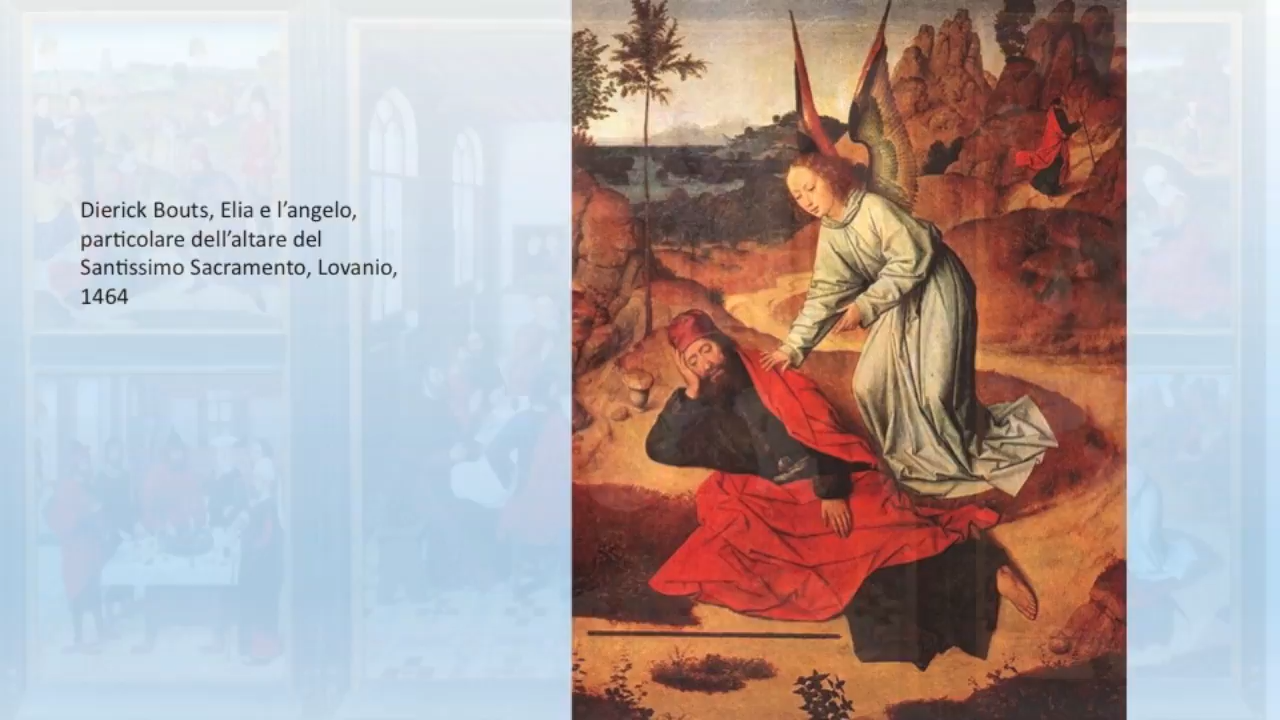 Dierick Bouts, Elia e l’angelo,
particolare dell’altare del
Santissimo Sacramento, Lovanio,
1464